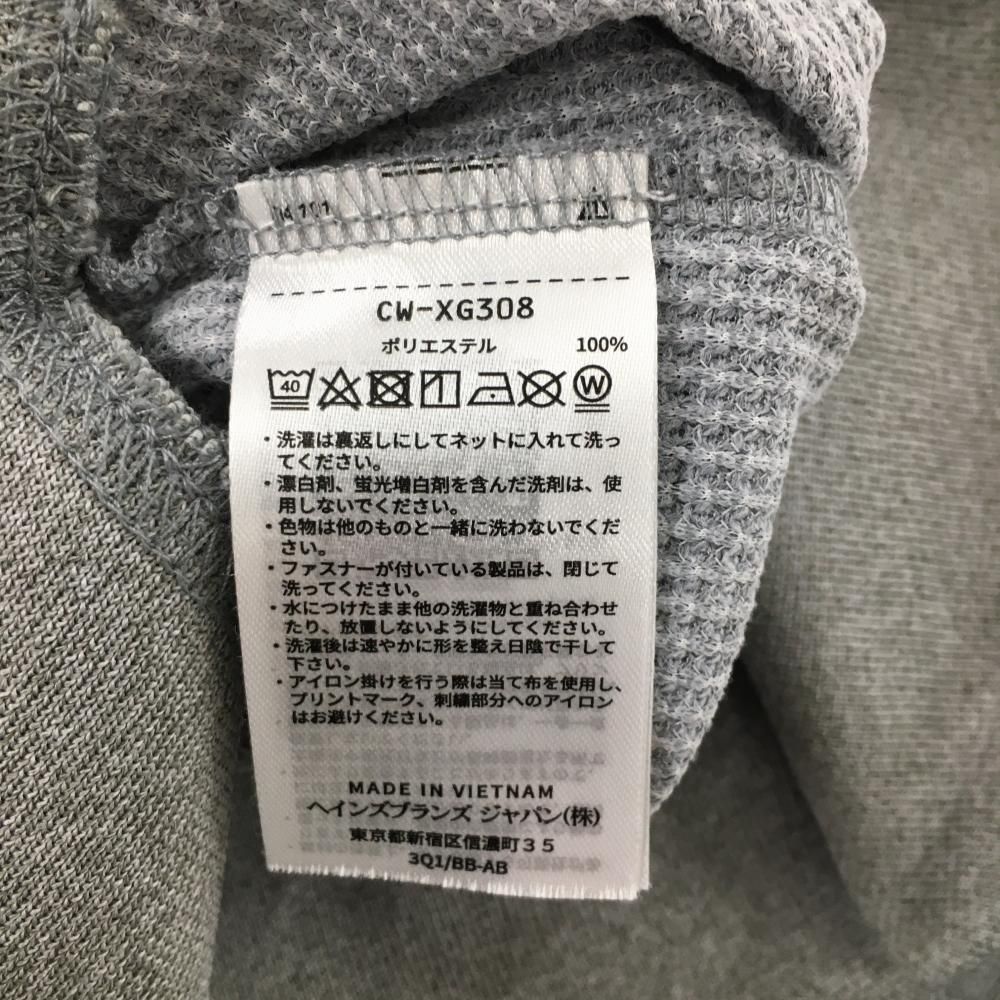 CW-XG308
ポリエステル 100%
40 W
・洗濯は裏返しにしてネットに入れて洗っ
てください。
・漂白剤、蛍光増白剤を含んだ洗剤は、使
用しないでください。
・色物は他のものと一緒に洗わないでくだ
さい。
・ファスナーが付いている製品は、閉じて
洗ってください。
・水につけたまま他の洗濯物と重ね合わせ
たり、放置しないようにしてください。
・洗濯後は速やかに形を整え日陰で干して
下さい。
・アイロン掛けを行う際は当て布を使用し、
プリントマーク、刺繍部分へのアイロン
はお避けください。
MADE IN VIETNAM
ヘインズブランズ ジャパン(株)
東京都新宿区信濃町35
3Q1/BB-AB